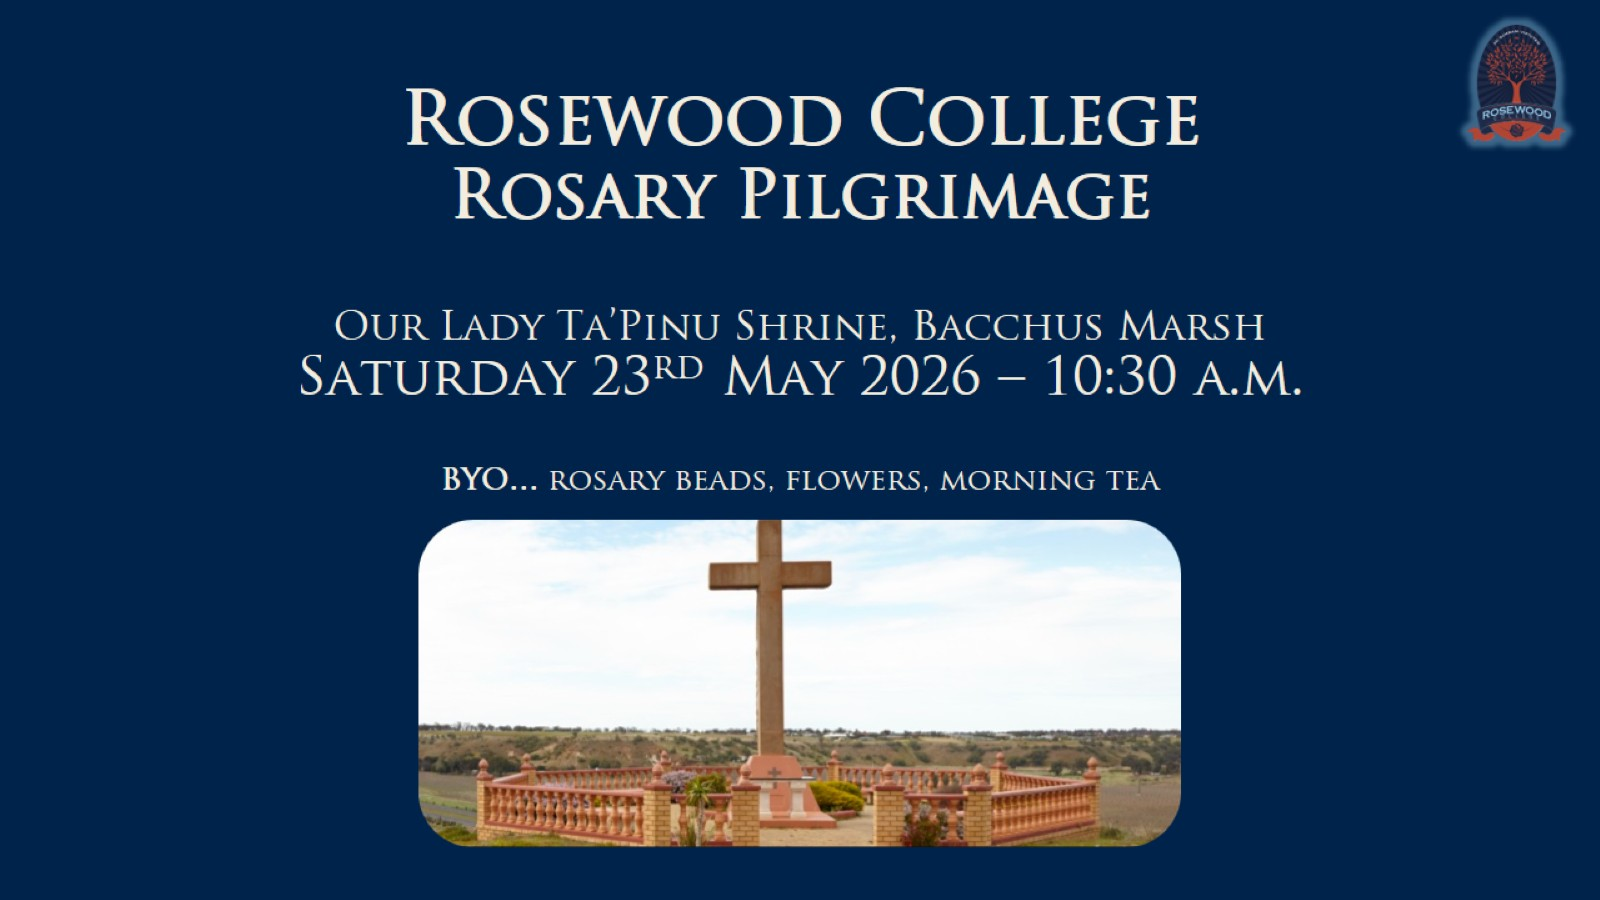 Rosewood College
Rosary Pilgrimage
ROSEWOOD
Our Lady Ta’Pinu Shrine, Bacchus Marsh
Saturday 23rd May 2026 – 10:30 a.m.
BYO... rosary beads, flowers, morning tea